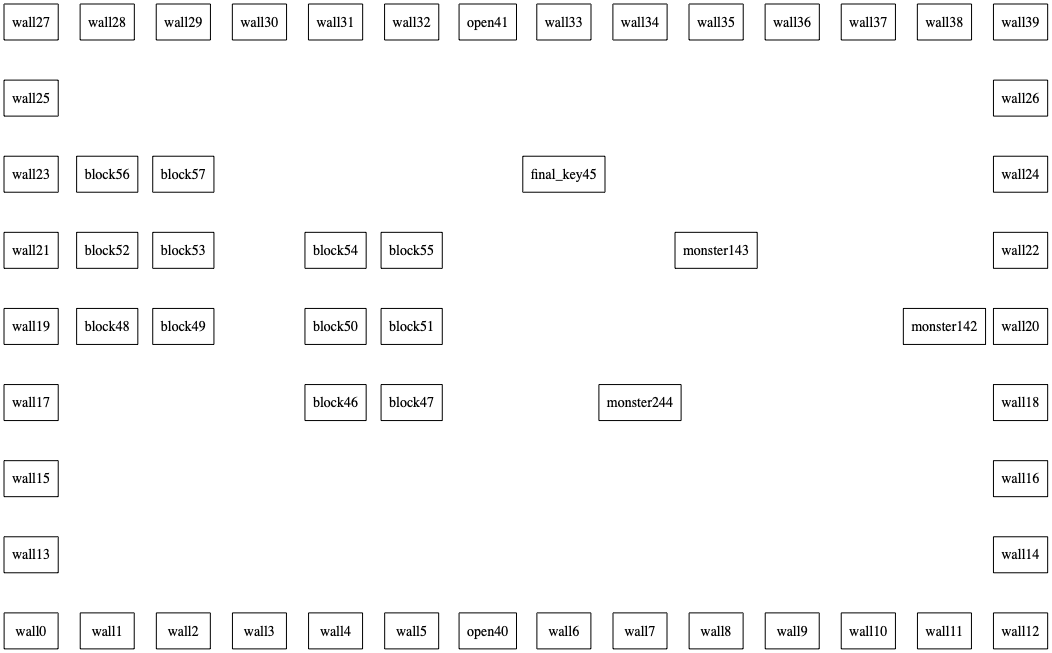 wall27 wall28 wall29 wall30 wall31 wall32 open41 wall33 wall34 wall35 wall36 wall37 wall38 wall39
wall25 wall26
wall23 block56 block57 final_key45 wall24
wall21 block52 block53 block54 block55 monster143 wall22
wall19 block48 block49 block50 block51 monster142 wall20
wall17 block46 block47 monster244 wall18
wall15 wall16
wall13 wall14
wall0 wall1 wall2 wall3 wall4 wall5 open40 wall6 wall7 wall8 wall9 wall10 wall11 wall12